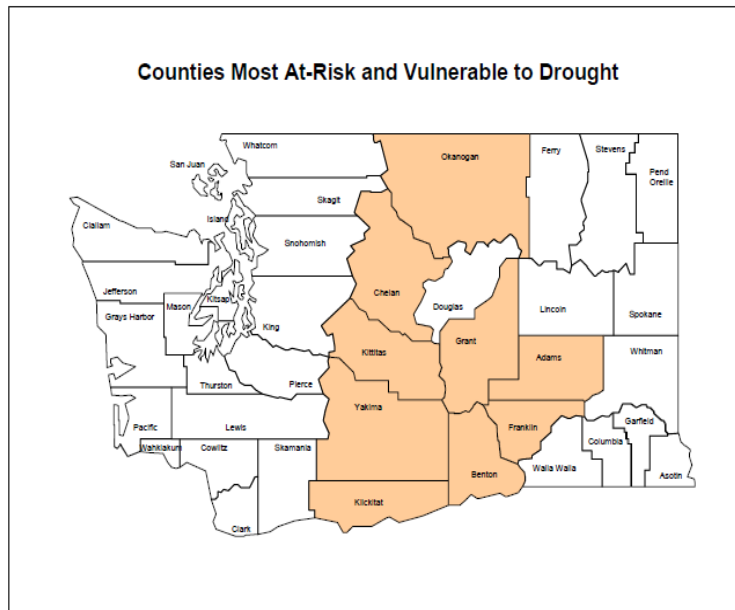 Counties Most At-Risk and Vulnerable to Drought
Whatcom
Okanogan
Ferry
Stevens
Pend
Oreille
San Juan
Skagit
Island
Clallam
Snohomish
Jefferson
Chelan
Mason
Kitsap
Douglas
Lincoln
Grays Harbor
Spokane
King
Kittitas
Grant
Adams
Whitman
Thurston
Pierce
Yakima
Pacific
Lewis
Franklin
Garfield
Wahkiakum
Cowlitz
Skamania
Columbia
Benton
Walla Walla
Asotin
Klickitat
Clark